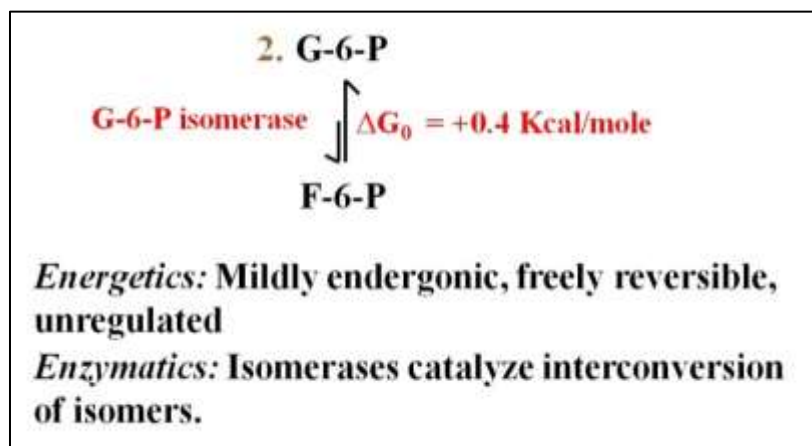 2. G-6-P
G-6-P isomerase ΔG₀ = +0.4 Kcal/mole
F-6-P
Energetics: Mildly endergonic, freely reversible,
unregulated
Enzymatics: Isomerases catalyze interconversion
of isomers.